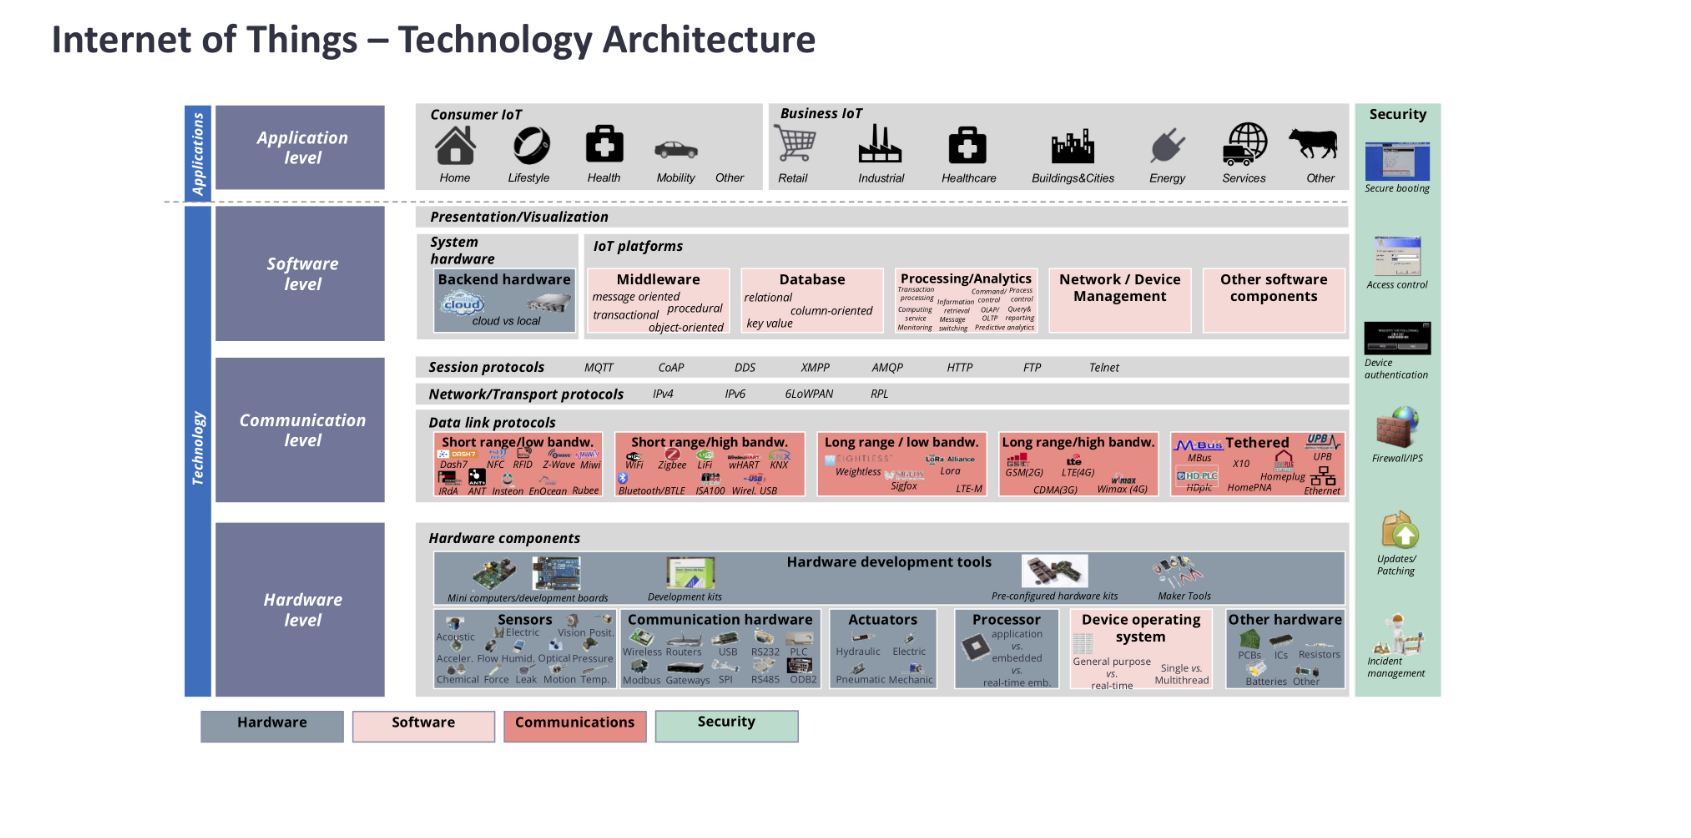 Internet of Things – Technology Architecture
Applications
Application
level
Consumer IoT
Home Lifestyle Health Mobility Other
Business IoT
Retail Industrial Healthcare Buildings&Cities Energy Services Other
Technology
Software
level
Presentation/Visualization
System
hardware
Backend hardware
cloud
cloud vs local
IoT platforms
Middleware
message oriented
procedural
transactional
object-oriented
Database
relational
column-oriented
key value
Processing/Analytics
Transaction
processing
Computing
service
Monitoring
Information
retrieval
Message
switching
Command/
control
OLAP/
OLTP
Process
control
Query&
reporting
Predictive analytics
Network / Device
Management
Other software
components
Communication
level
Session protocols MQTT CoAP DDS XMPP AMQP HTTP FTP Telnet
Network/Transport protocols IPv4 IPv6 6LoWPAN RPL
Data link protocols
Short range/low bandw.
DASH7
Dash7 NFC RFID Z-Wave Miwi
ANT+
IRdA ANT Insteon EnOcean Rubee
Short range/high bandw.
WiFi Zigbee LiFi wHART KNX
Bluetooth/BTLE ISA100 Wirel. USB
Long range / low bandw.
Weightless
Sigfox
LoRa Alliance
Lora
LTE-M
Long range/high bandw.
GSM
GSM(2G)
lte
LTE(4G)
CDMA(3G)
wimax
Wimax (4G)
Tethered
M-Bus
MBus
X10
Homeplug
UPB
UPB
HD-PLC
HDplc
HomePNA
Ethernet
Hardware
level
Hardware components
Hardware development tools
Mini computers/development boards Development kits Pre-configured hardware kits Maker Tools
Sensors
Acoustic Electric Vision Posit.
Acceler. Flow Humid. Optical Pressure
Chemical Force Leak Motion Temp.
Communication hardware
Wireless Routers USB RS232 PLC
Modbus Gateways SPI RS485 ODB2
Actuators
Hydraulic Electric
Pneumatic Mechanic
Processor
application
vs.
embedded
vs.
real-time emb.
Device operating
system
General purpose
vs.
real-time
Single vs.
Multithread
Other hardware
PCBs ICs Resistors
Batteries Other
Security
Secure booting
Access control
Device
authentication
Firewall/IPS
Updates/
Patching
Incident
management
Hardware Software Communications Security